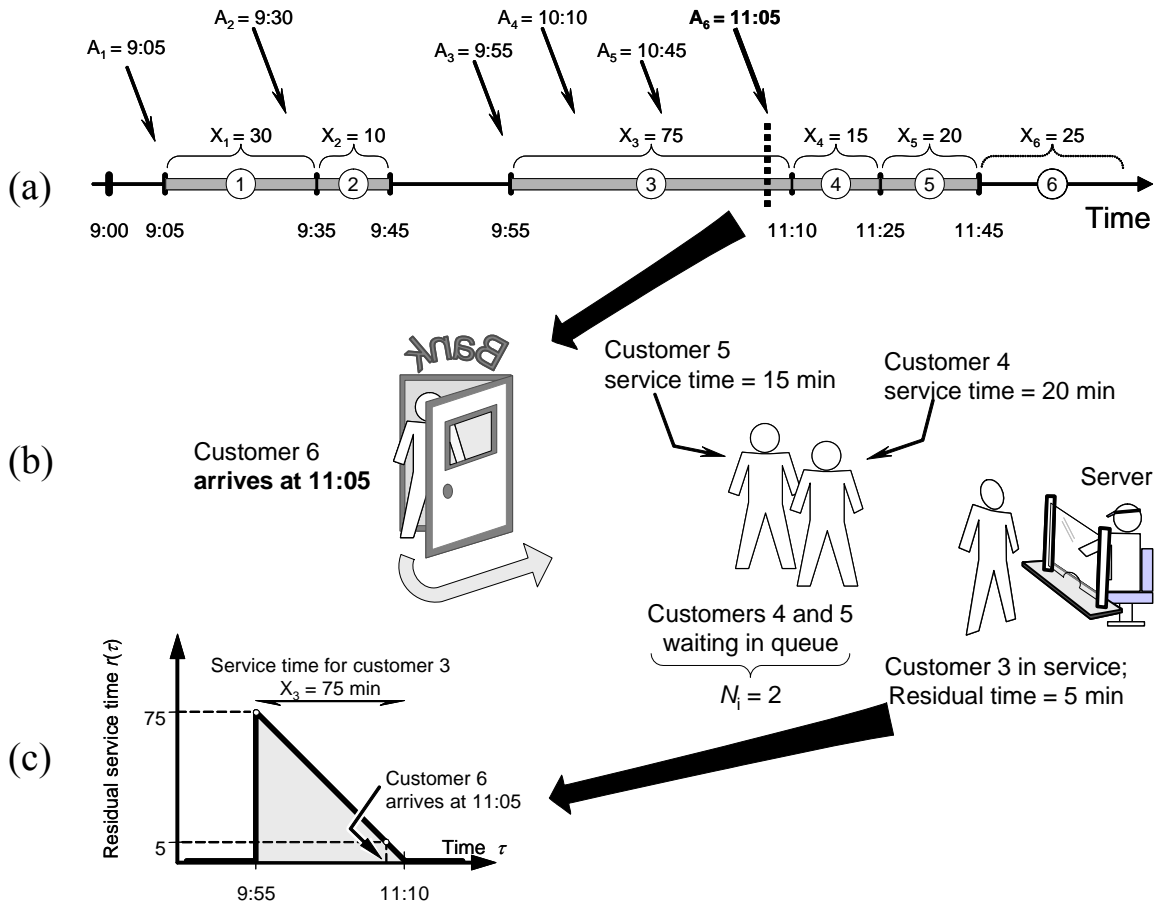 A₂ = 9:30
A₄ = 10:10
A₆ = 11:05
A₁ = 9:05
A₃ = 9:55
A₅ = 10:45
X₁ = 30
X₂ = 10
X₃ = 75
X₄ = 15
X₅ = 20
X₆ = 25
(a)
1
2
3
4
5
6
Time
9:00
9:05
9:35
9:45
9:55
11:10
11:25
11:45
(b)
Bank
Customer 6
arrives at 11:05
Customer 5
service time = 15 min
Customer 4
service time = 20 min
Server
Customers 4 and 5
waiting in queue
Nᵢ = 2
Customer 3 in service;
Residual time = 5 min
(c)
Residual service time r(τ)
Service time for customer 3
X₃ = 75 min
75
Customer 6
arrives at 11:05
5
Time τ
9:55
11:10